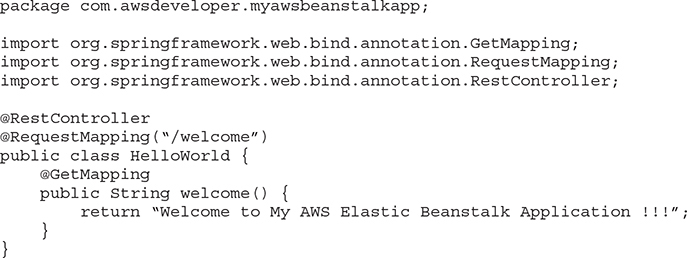 package com.awsdeveloper.myawsbeanstalkapp;

import org.springframework.web.bind.annotation.GetMapping;
import org.springframework.web.bind.annotation.RequestMapping;
import org.springframework.web.bind.annotation.RestController;

@RestController
@RequestMapping(“/welcome”)
public class HelloWorld {
    @GetMapping
    public String welcome() {
        return “Welcome to My AWS Elastic Beanstalk Application !!!”;
    }
}